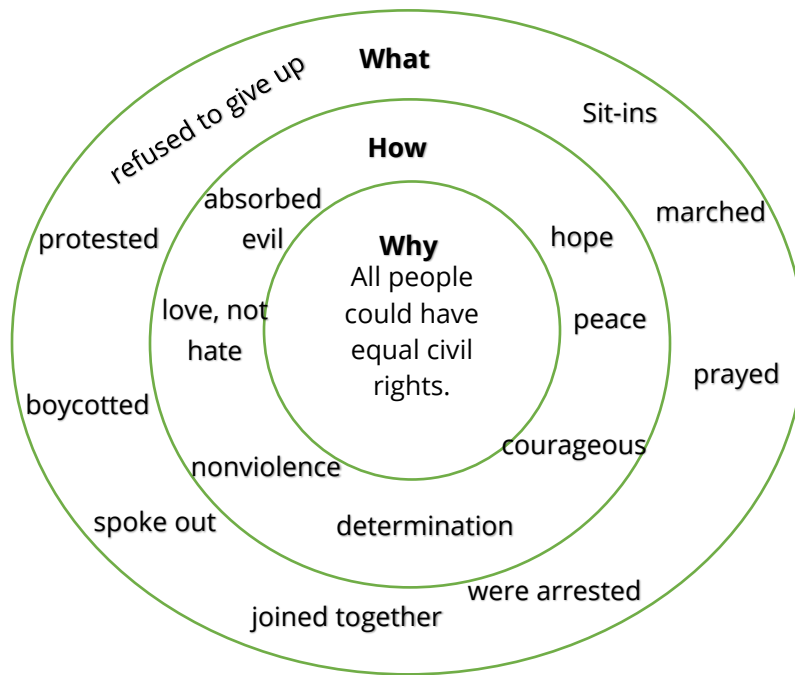 What
refused to give up
Sit-ins
How
absorbed
evil
marched
protested
hope
Why
All people
could have
equal civil
rights.
love, not
hate
peace
prayed
boycotted
courageous
nonviolence
spoke out
determination
were arrested
joined together